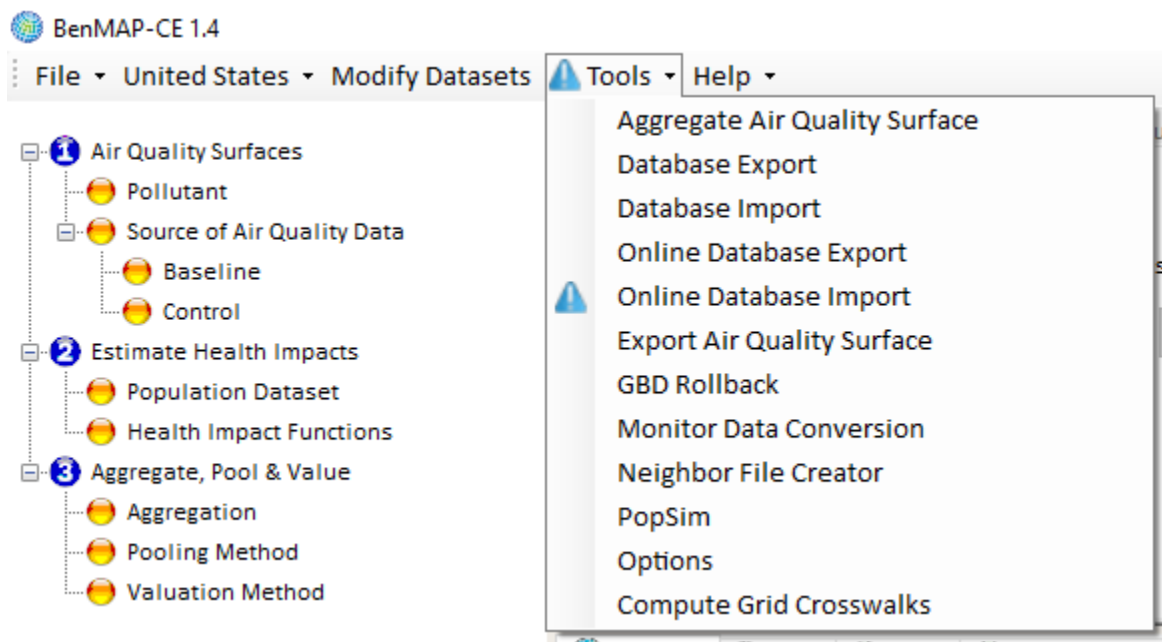 BenMAP-CE 1.4
File United States Modify Datasets Tools Help
1 Air Quality Surfaces
Pollutant
Source of Air Quality Data
Baseline
Control
2 Estimate Health Impacts
Population Dataset
Health Impact Functions
3 Aggregate, Pool & Value
Aggregation
Pooling Method
Valuation Method
Aggregate Air Quality Surface
Database Export
Database Import
Online Database Export
Online Database Import
Export Air Quality Surface
GBD Rollback
Monitor Data Conversion
Neighbor File Creator
PopSim
Options
Compute Grid Crosswalks